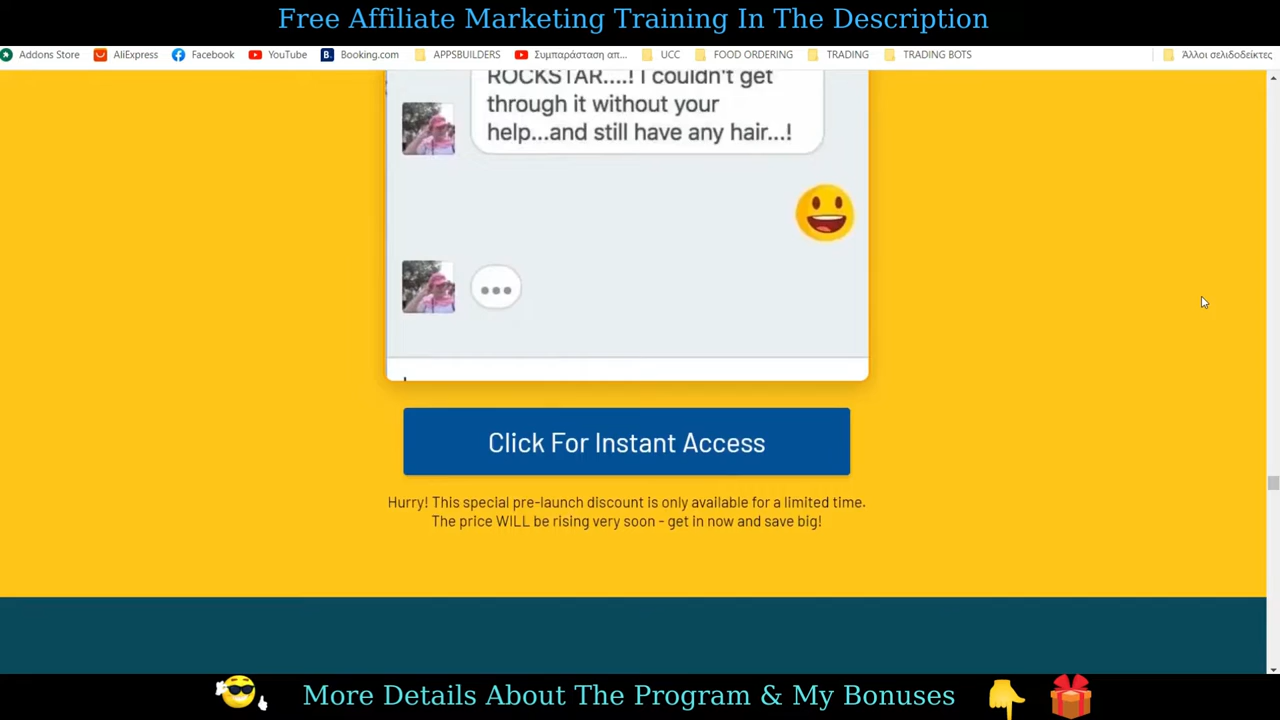 Free Affiliate Marketing Training In The Description
Addons Store AliExpress Facebook YouTube Booking.com APPSBUILDERS Συμπαράσταση απ... UCC FOOD ORDERING TRADING TRADING BOTS Άλλοι σελιδοδείκτες
ROCKSTAR....! I couldn't get
through it without your
help...and still have any hair...!
Click For Instant Access
Hurry! This special pre-launch discount is only available for a limited time.
The price WILL be rising very soon - get in now and save big!
More Details About The Program & My Bonuses